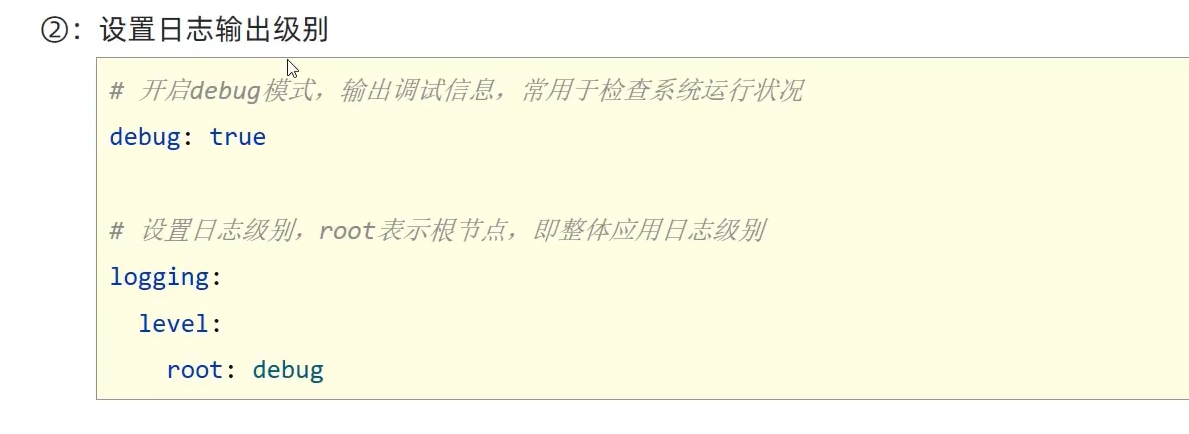 ②：设置日志输出级别
# 开启debug模式，输出调试信息，常用于检查系统运行状况
debug: true
# 设置日志级别，root表示根节点，即整体应用日志级别
logging:
  level:
    root: debug